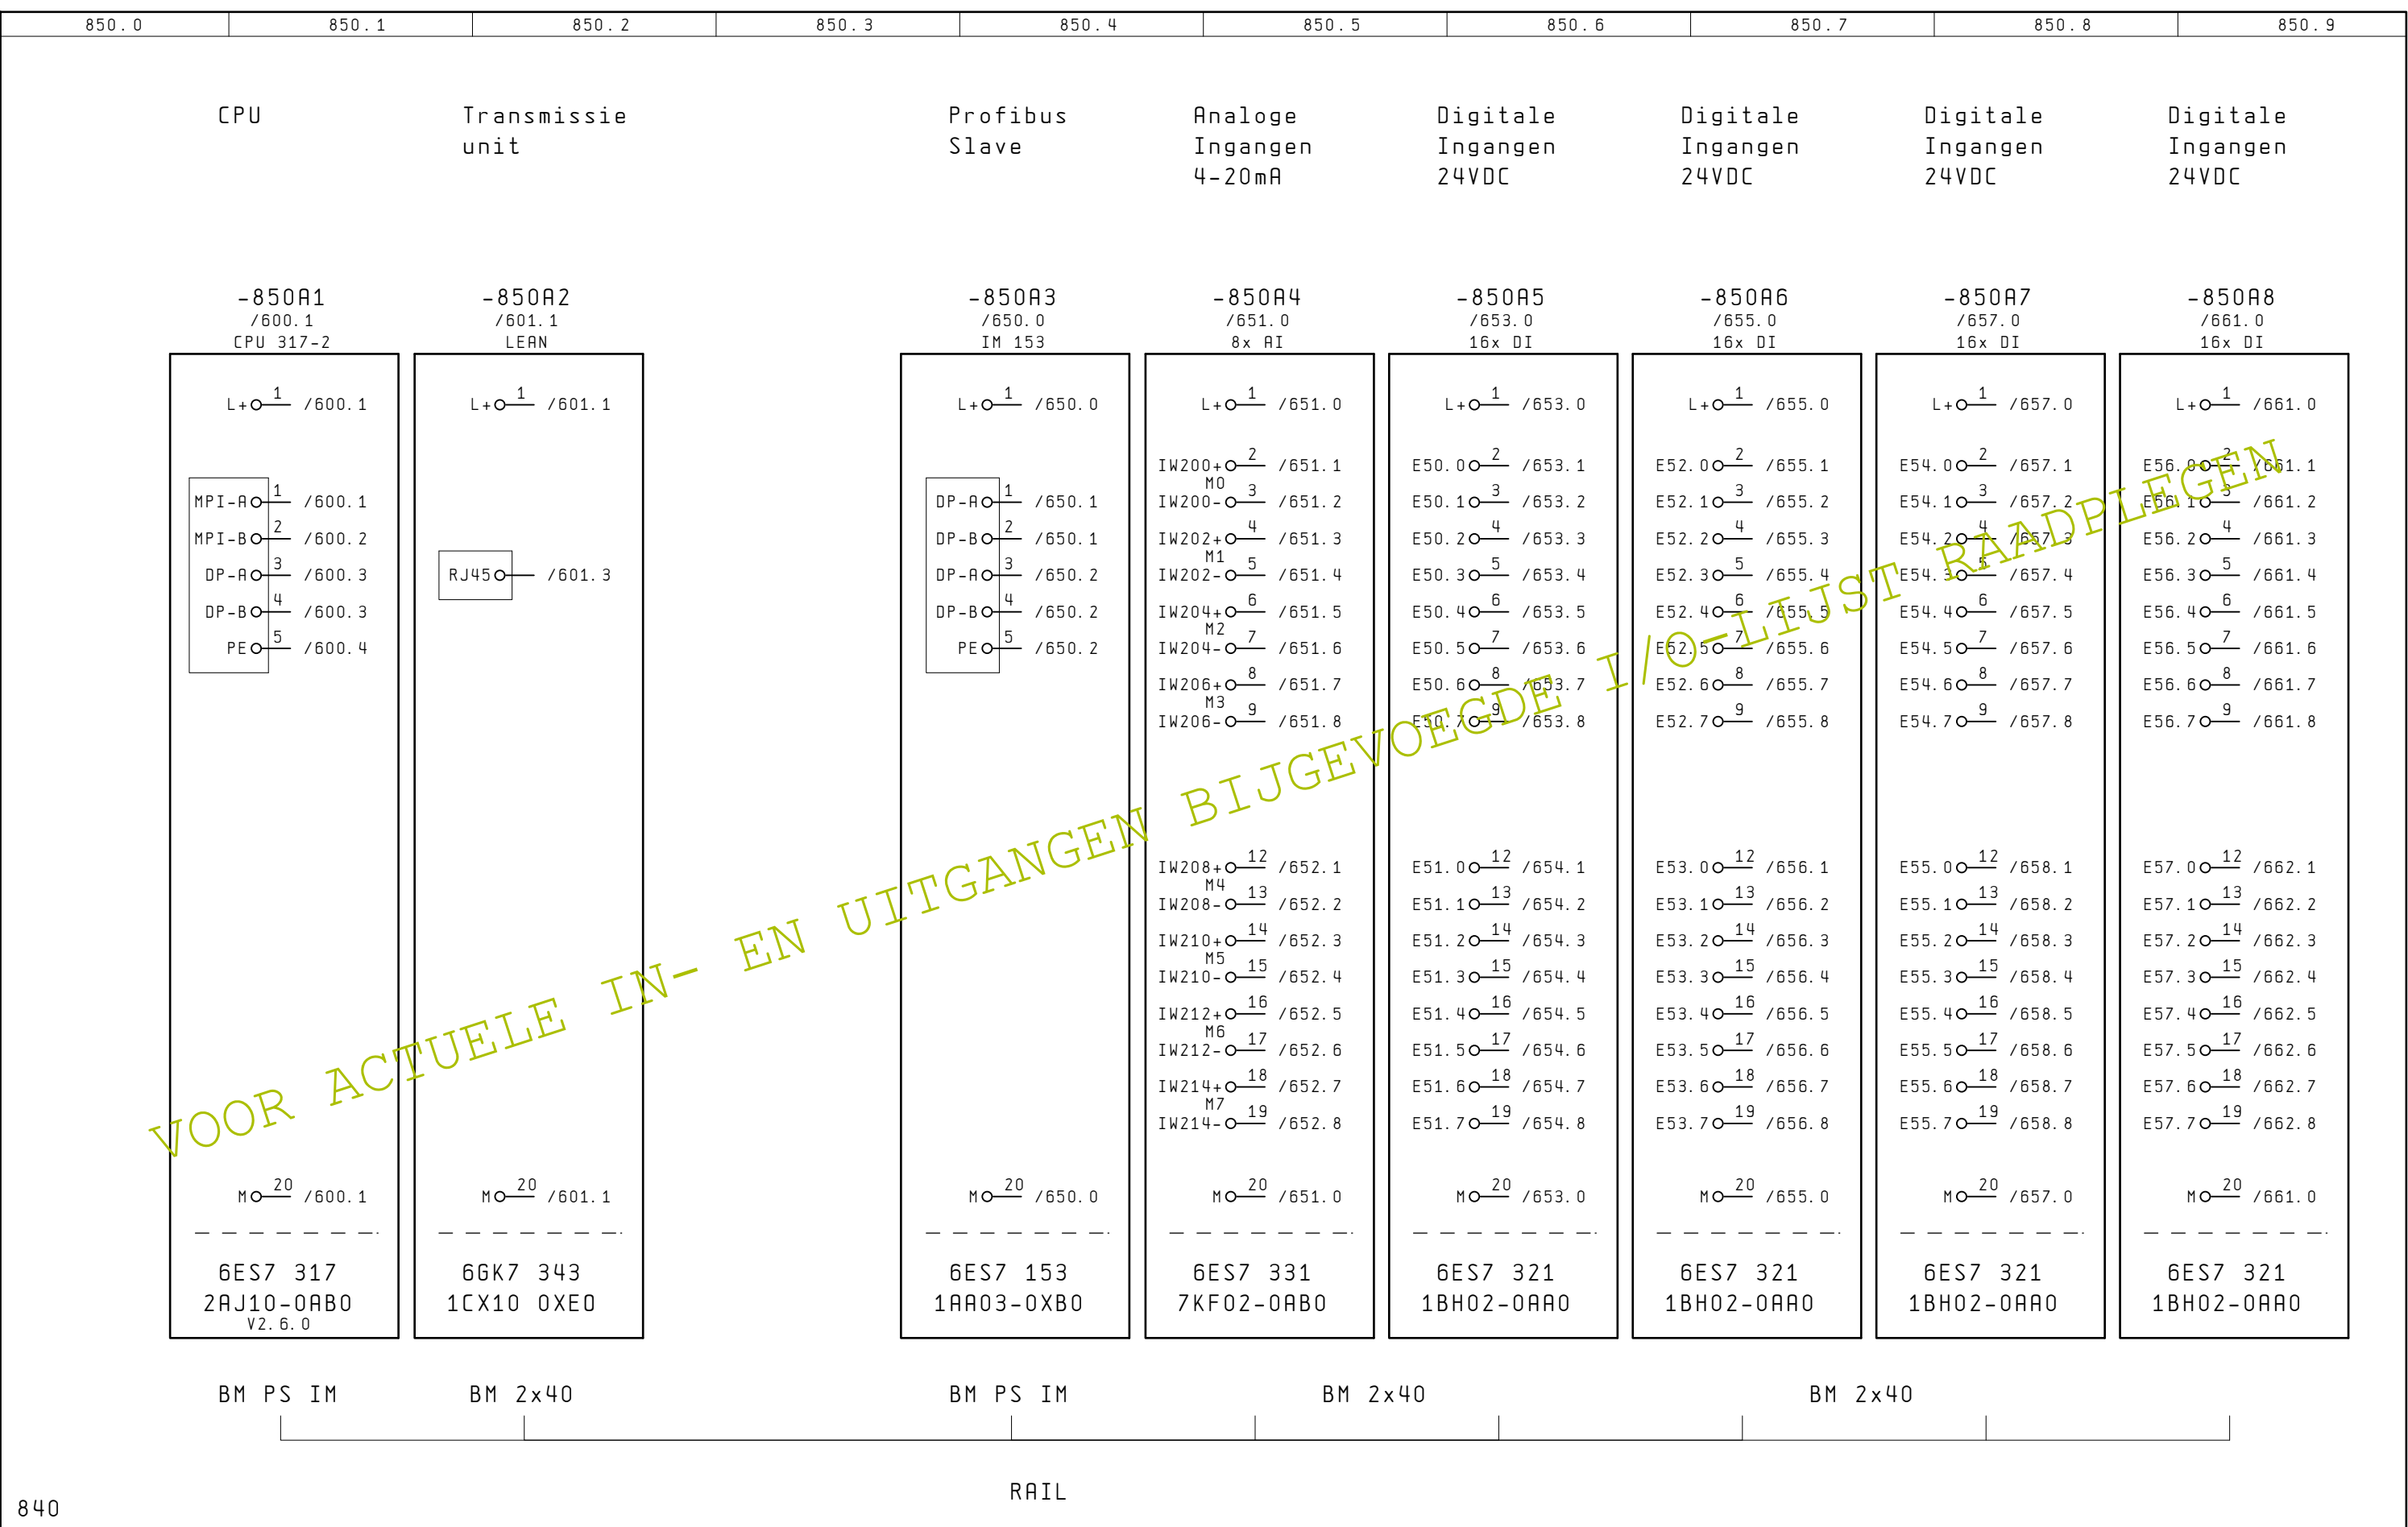 850.0 850.1 850.2 850.3 850.4 850.5 850.6 850.7 850.8 850.9
CPU Transmissie Profibus Analoge Digitale Digitale Digitale Digitale
unit Slave Ingangen Ingangen Ingangen Ingangen Ingangen
4-20mA 24VDC 24VDC 24VDC 24VDC
-850A1 -850A2 -850A3 -850A4 -850A5 -850A6 -850A7 -850A8
/600.1 /601.1 /650.0 /651.0 /653.0 /655.0 /657.0 /661.0
CPU 317-2 LEAN IM 153 8x AI 16x DI 16x DI 16x DI 16x DI
L+ 1 /600.1 L+ 1 /601.1 L+ 1 /650.0 L+ 1 /651.0 L+ 1 /653.0 L+ 1 /655.0 L+ 1 /657.0 L+ 1 /661.0
IW200+ 2 /651.1 E50.0 2 /653.1 E52.0 2 /655.1 E54.0 2 /657.1 E56.0 2 /661.1
M0
MPI-A 1 /600.1 DP-A 1 /650.1 IW200- 3 /651.2 E50.1 3 /653.2 E52.1 3 /655.2 E54.1 3 /657.2 E56.1 3 /661.2
MPI-B 2 /600.2 DP-B 2 /650.1 IW202+ 4 /651.3 E50.2 4 /653.3 E52.2 4 /655.3 E54.2 4 /657.3 E56.2 4 /661.3
M1
DP-A 3 /600.3 RJ45 /601.3 DP-A 3 /650.2 IW202- 5 /651.4 E50.3 5 /653.4 E52.3 5 /655.4 E54.3 5 /657.4 E56.3 5 /661.4
DP-B 4 /600.3 DP-B 4 /650.2 IW204+ 6 /651.5 E50.4 6 /653.5 E52.4 6 /655.5 E54.4 6 /657.5 E56.4 6 /661.5
M2
PE 5 /600.4 PE 5 /650.2 IW204- 7 /651.6 E50.5 7 /653.6 E52.5 7 /655.6 E54.5 7 /657.6 E56.5 7 /661.6
IW206+ 8 /651.7 E50.6 8 /653.7 E52.6 8 /655.7 E54.6 8 /657.7 E56.6 8 /661.7
M3
IW206- 9 /651.8 E50.7 9 /653.8 E52.7 9 /655.8 E54.7 9 /657.8 E56.7 9 /661.8
VOOR ACTUELE IN- EN UITGANGEN BIJGEVOEGDE I/O-LIJST RAADPLEGEN
IW208+ 12 /652.1 E51.0 12 /654.1 E53.0 12 /656.1 E55.0 12 /658.1 E57.0 12 /662.1
M4
IW208- 13 /652.2 E51.1 13 /654.2 E53.1 13 /656.2 E55.1 13 /658.2 E57.1 13 /662.2
IW210+ 14 /652.3 E51.2 14 /654.3 E53.2 14 /656.3 E55.2 14 /658.3 E57.2 14 /662.3
M5
IW210- 15 /652.4 E51.3 15 /654.4 E53.3 15 /656.4 E55.3 15 /658.4 E57.3 15 /662.4
IW212+ 16 /652.5 E51.4 16 /654.5 E53.4 16 /656.5 E55.4 16 /658.5 E57.4 16 /662.5
M6
IW212- 17 /652.6 E51.5 17 /654.6 E53.5 17 /656.6 E55.5 17 /658.6 E57.5 17 /662.6
IW214+ 18 /652.7 E51.6 18 /654.7 E53.6 18 /656.7 E55.6 18 /658.7 E57.6 18 /662.7
M7
IW214- 19 /652.8 E51.7 19 /654.8 E53.7 19 /656.8 E55.7 19 /658.8 E57.7 19 /662.8
M 20 /600.1 M 20 /601.1 M 20 /650.0 M 20 /651.0 M 20 /653.0 M 20 /655.0 M 20 /657.0 M 20 /661.0
6ES7 317 6GK7 343 6ES7 153 6ES7 331 6ES7 321 6ES7 321 6ES7 321 6ES7 321
2AJ10-0AB0 1CX10 0XE0 1AA03-0XB0 7KF02-0AB0 1BH02-0AA0 1BH02-0AA0 1BH02-0AA0 1BH02-0AA0
V2.6.0
BM PS IM BM 2x40 BM PS IM BM 2x40 BM 2x40
RAIL
840